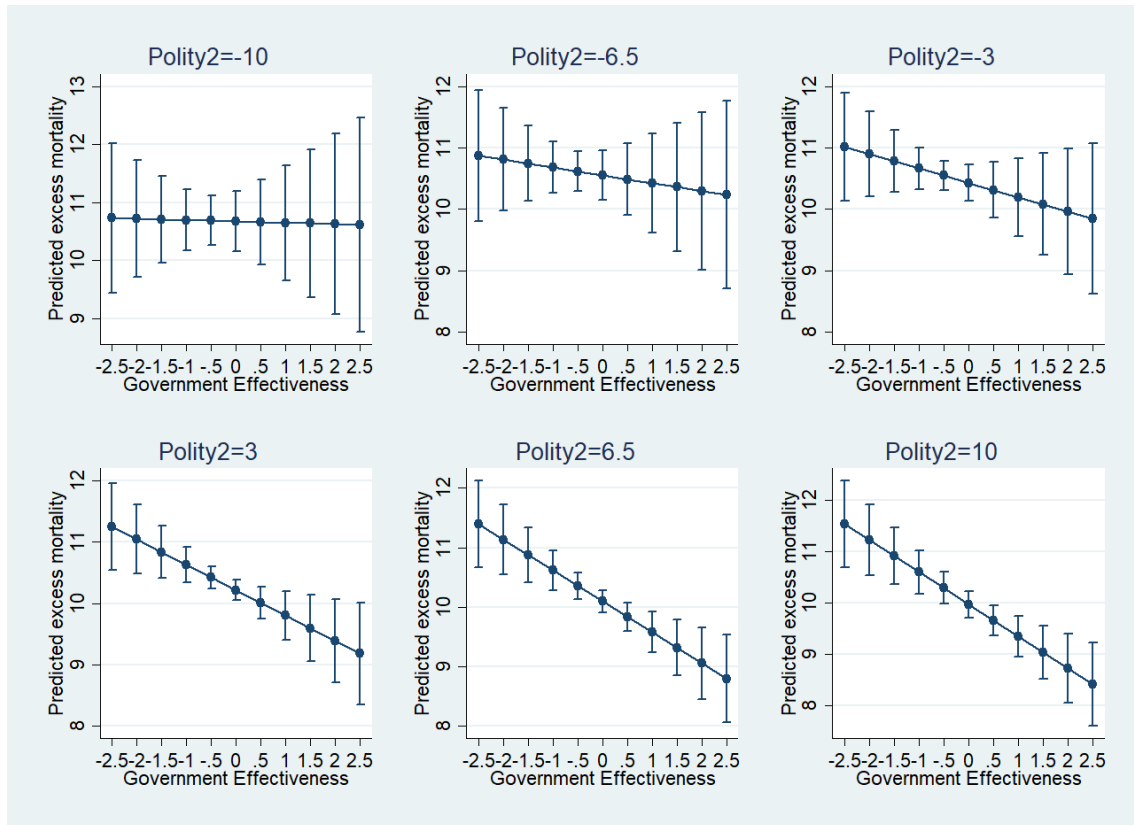 Polity2=-10
Predicted excess mortality
13
12
11
10
9
-2.5 -2 -1.5 -1 -.5 0 .5 1 1.5 2 2.5
Government Effectiveness
Polity2=-6.5
Predicted excess mortality
12
11
10
9
8
-2.5 -2 -1.5 -1 -.5 0 .5 1 1.5 2 2.5
Government Effectiveness
Polity2=-3
Predicted excess mortality
12
11
10
9
8
-2.5 -2 -1.5 -1 -.5 0 .5 1 1.5 2 2.5
Government Effectiveness
Polity2=3
Predicted excess mortality
12
11
10
9
8
-2.5 -2 -1.5 -1 -.5 0 .5 1 1.5 2 2.5
Government Effectiveness
Polity2=6.5
Predicted excess mortality
12
11
10
9
8
-2.5 -2 -1.5 -1 -.5 0 .5 1 1.5 2 2.5
Government Effectiveness
Polity2=10
Predicted excess mortality
12
11
10
9
8
-2.5 -2 -1.5 -1 -.5 0 .5 1 1.5 2 2.5
Government Effectiveness